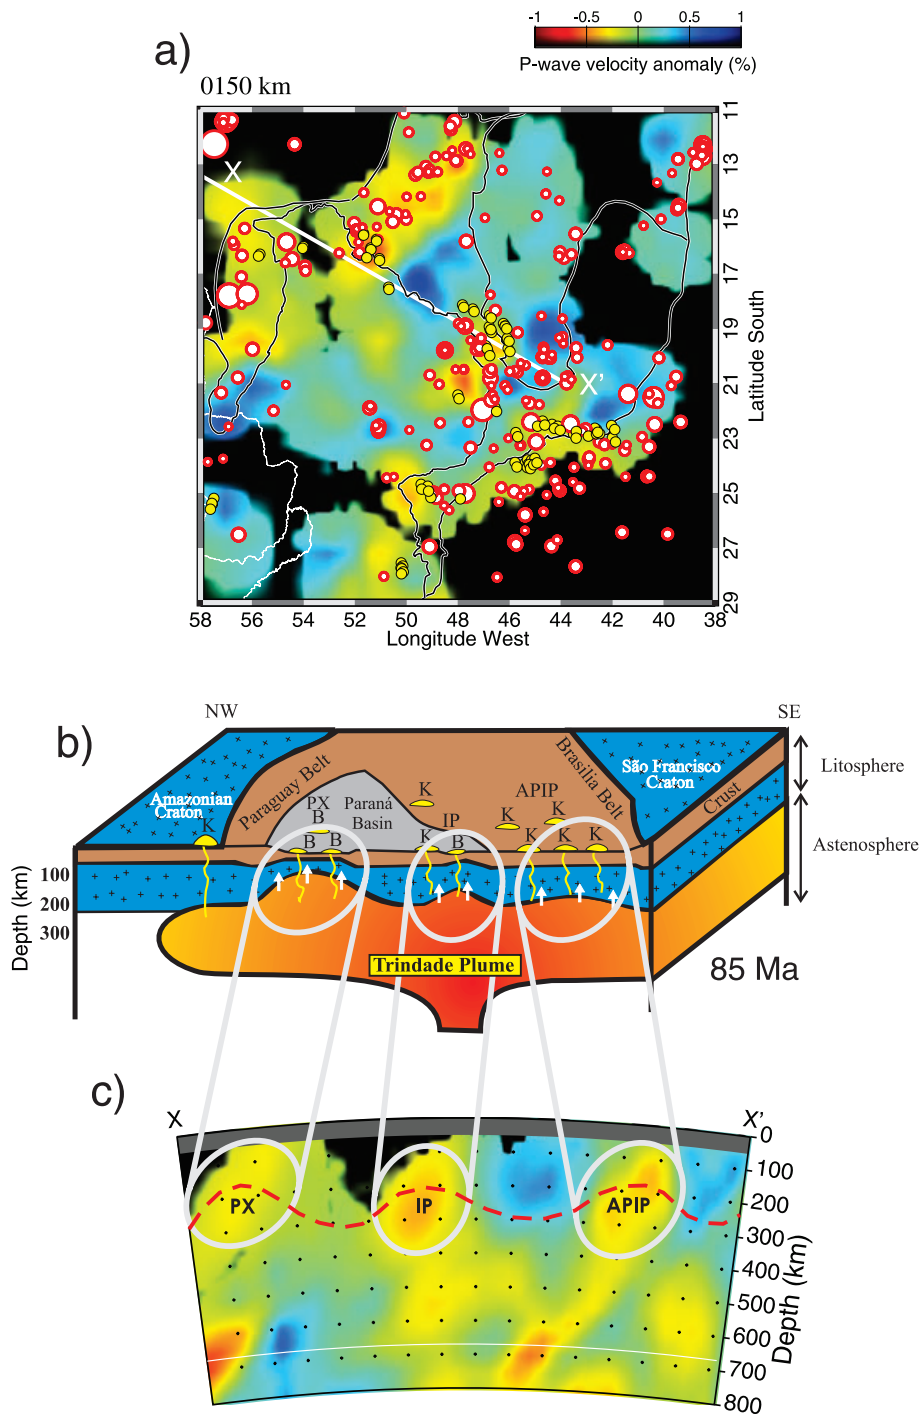 -1 -0.5 0 0.5 1
P-wave velocity anomaly (%)
a)
0150 km
X
X'
11
13
15
17
19
21
23
25
27
29
Latitude South
58 56 54 52 50 48 46 44 42 40 38
Longitude West
b)
NW
SE
Amazonian
Craton
K
Paraguay Belt
PX
B
B
B
Paraná
Basin
K
IP
K
B
APIP
K
K
K
K
K
Brasilia Belt
São Francisco
Craton
Crust
Litosphere
Astenosphere
100
200
300
Depth (km)
Trindade Plume
85 Ma
c)
X
X'
PX
IP
APIP
0
100
200
300
400
500
600
700
800
Depth (km)